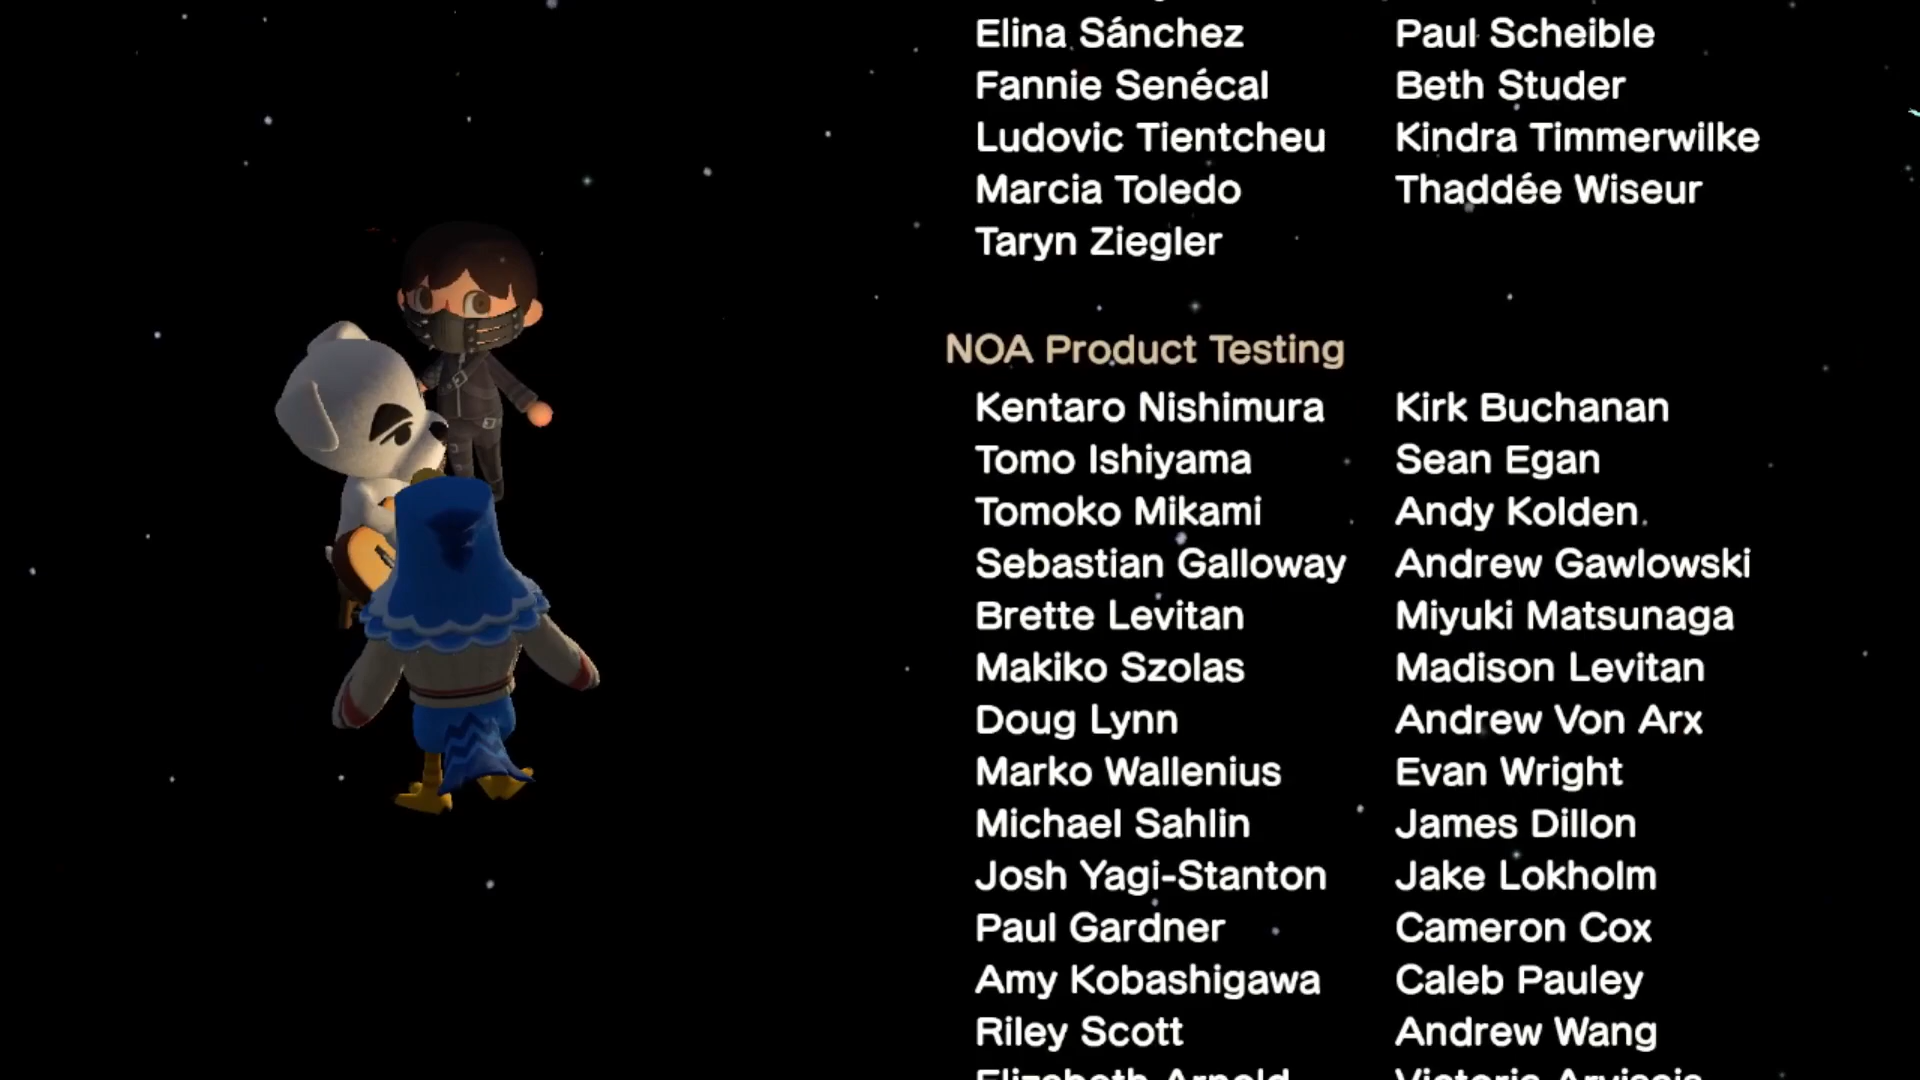 Elina Sánchez Paul Scheible
Fannie Senécal Beth Studer
Ludovic Tientcheu Kindra Timmerwilke
Marcia Toledo Thaddée Wiseur
Taryn Ziegler
NOA Product Testing
Kentaro Nishimura Kirk Buchanan
Tomo Ishiyama Sean Egan
Tomoko Mikami Andy Kolden
Sebastian Galloway Andrew Gawlowski
Brette Levitan Miyuki Matsunaga
Makiko Szolas Madison Levitan
Doug Lynn Andrew Von Arx
Marko Wallenius Evan Wright
Michael Sahlin James Dillon
Josh Yagi-Stanton Jake Lokholm
Paul Gardner Cameron Cox
Amy Kobashigawa Caleb Pauley
Riley Scott Andrew Wang
Elizabeth Arnold Victoria